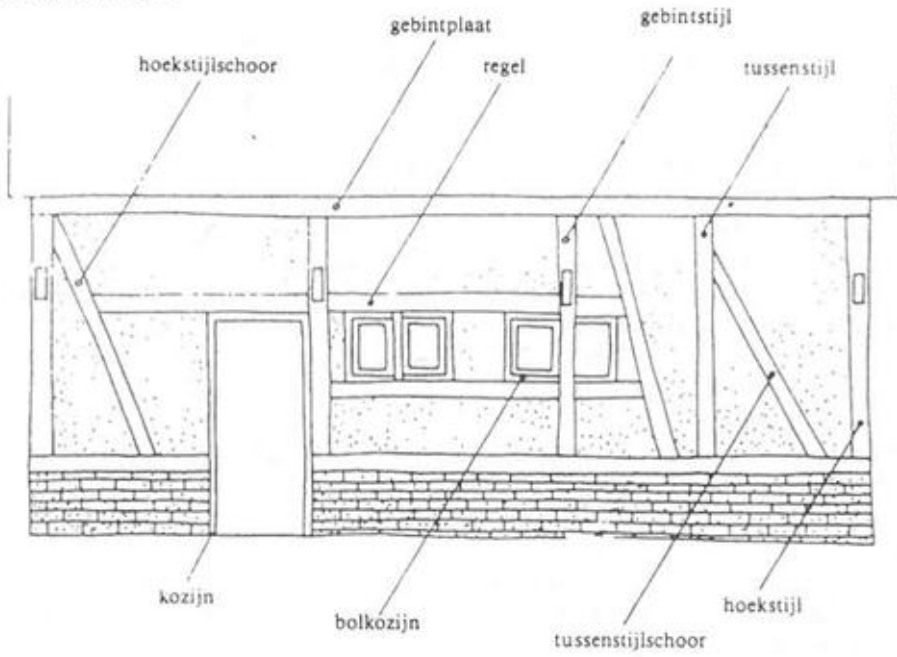 gebintplaat
gebintstijl
hoekstijlschoor
regel
tussenstijl
kozijn
bolkozijn
tussenstijlschoor
hoekstijl